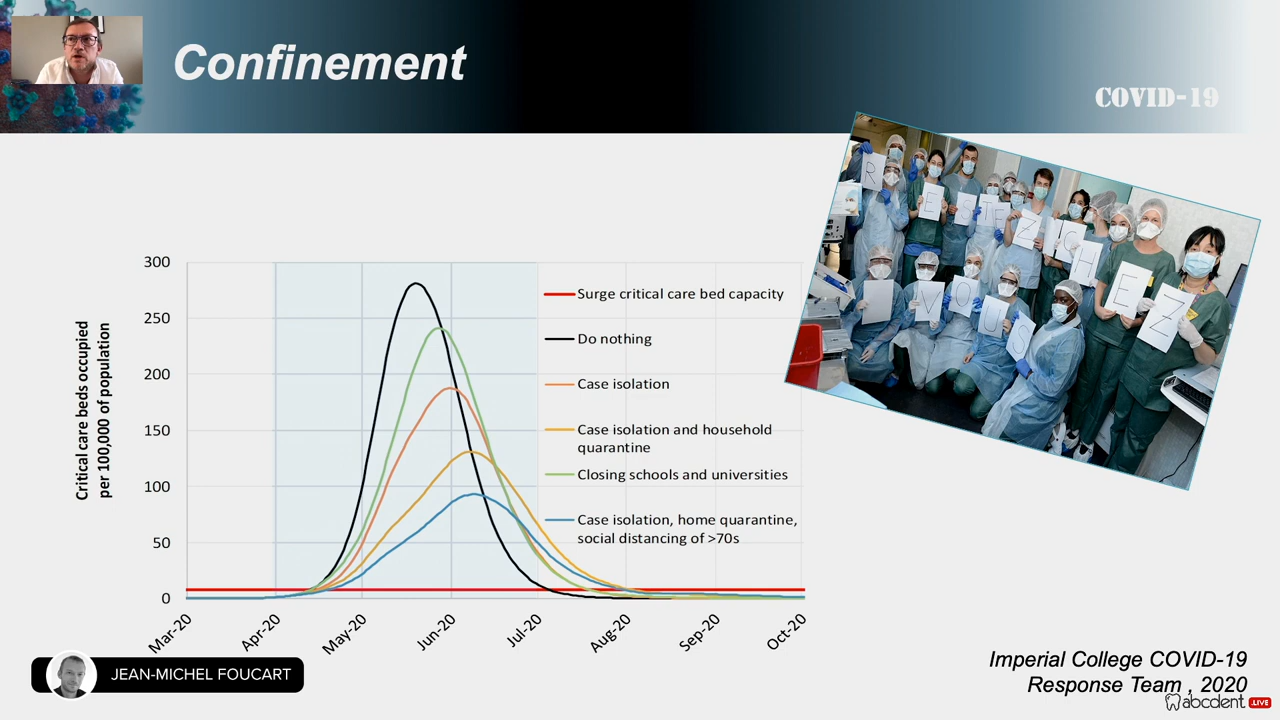 Confinement
COVID-19
R E S T E Z C H E Z
V O U S
300
250
200
150
100
50
0
Critical care beds occupied
per 100,000 of population
Mar-20
Apr-20
May-20
Jun-20
Jul-20
Aug-20
Sep-20
Oct-20
Surge critical care bed capacity
Do nothing
Case isolation
Case isolation and household
quarantine
Closing schools and universities
Case isolation, home quarantine,
social distancing of >70s
JEAN-MICHEL FOUCART
Imperial College COVID-19
Response Team , 2020
abcdent
.LIVE